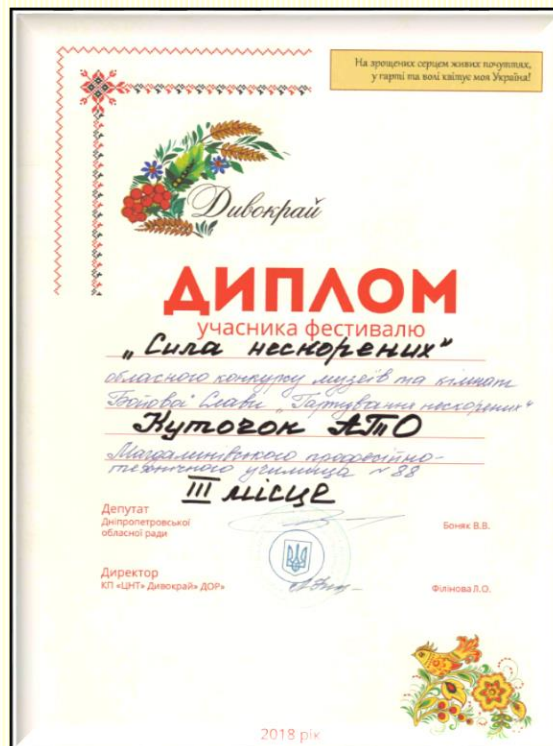 На зрощених серцем живих почуттях,
у гарті та волі квітує моя Україна!
Дивокрай
ДИПЛОМ
учасника фестивалю
„Сила нескорених"
обласного конкурсу музеїв та кімнат
Бойової Слави „Гартування нескорених"
Куточок АТО
Магдалинівського професійно-
технічного училища №88
III місце
Депутат
Дніпропетровської
обласної ради
Боняк В.В.
Директор
КП «ЦНТ» Дивокрай» ДОР»
Філінова Л.О.
2018 рік